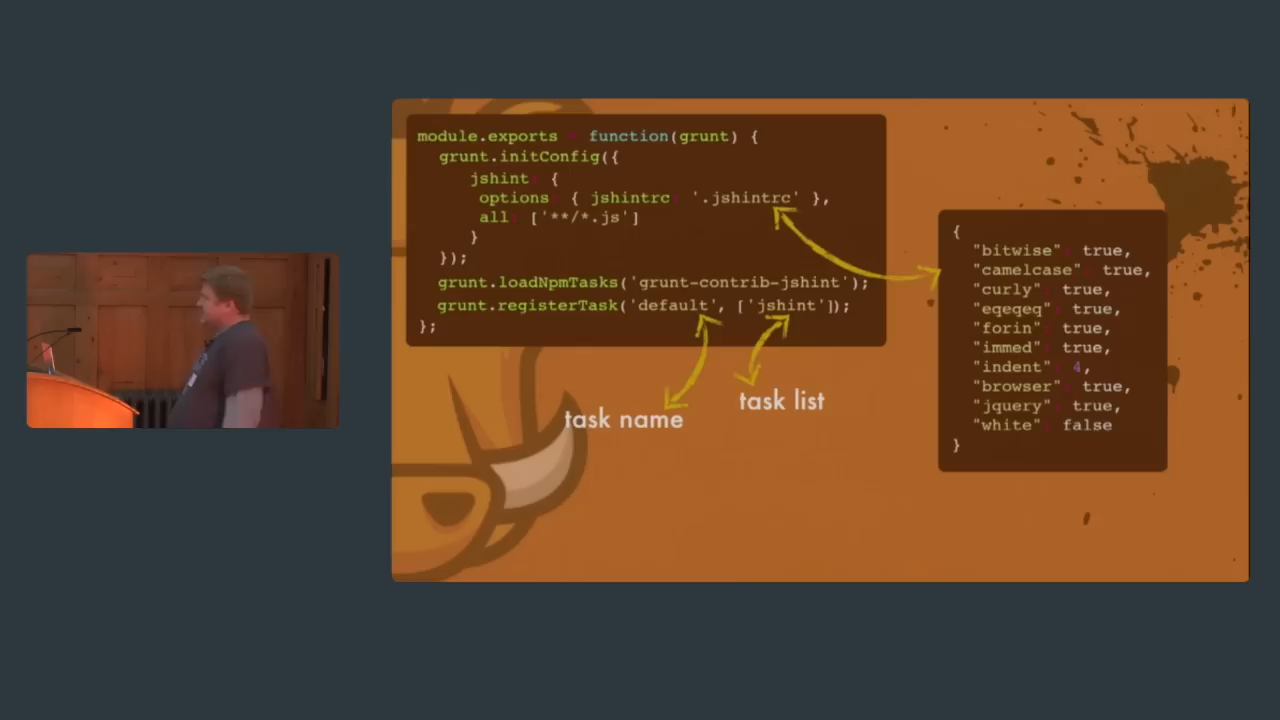 module.exports = function(grunt) {
grunt.initConfig({
jshint: {
options: { jshintrc: '.jshintrc' },
all: ['**/*.js']
}
});
grunt.loadNpmTasks('grunt-contrib-jshint');
grunt.registerTask('default', ['jshint']);
};
task name
task list
{
"bitwise": true,
"camelcase": true,
"curly": true,
"eqeqeq": true,
"forin": true,
"immed": true,
"indent": 4,
"browser": true,
"jquery": true,
"white": false
}